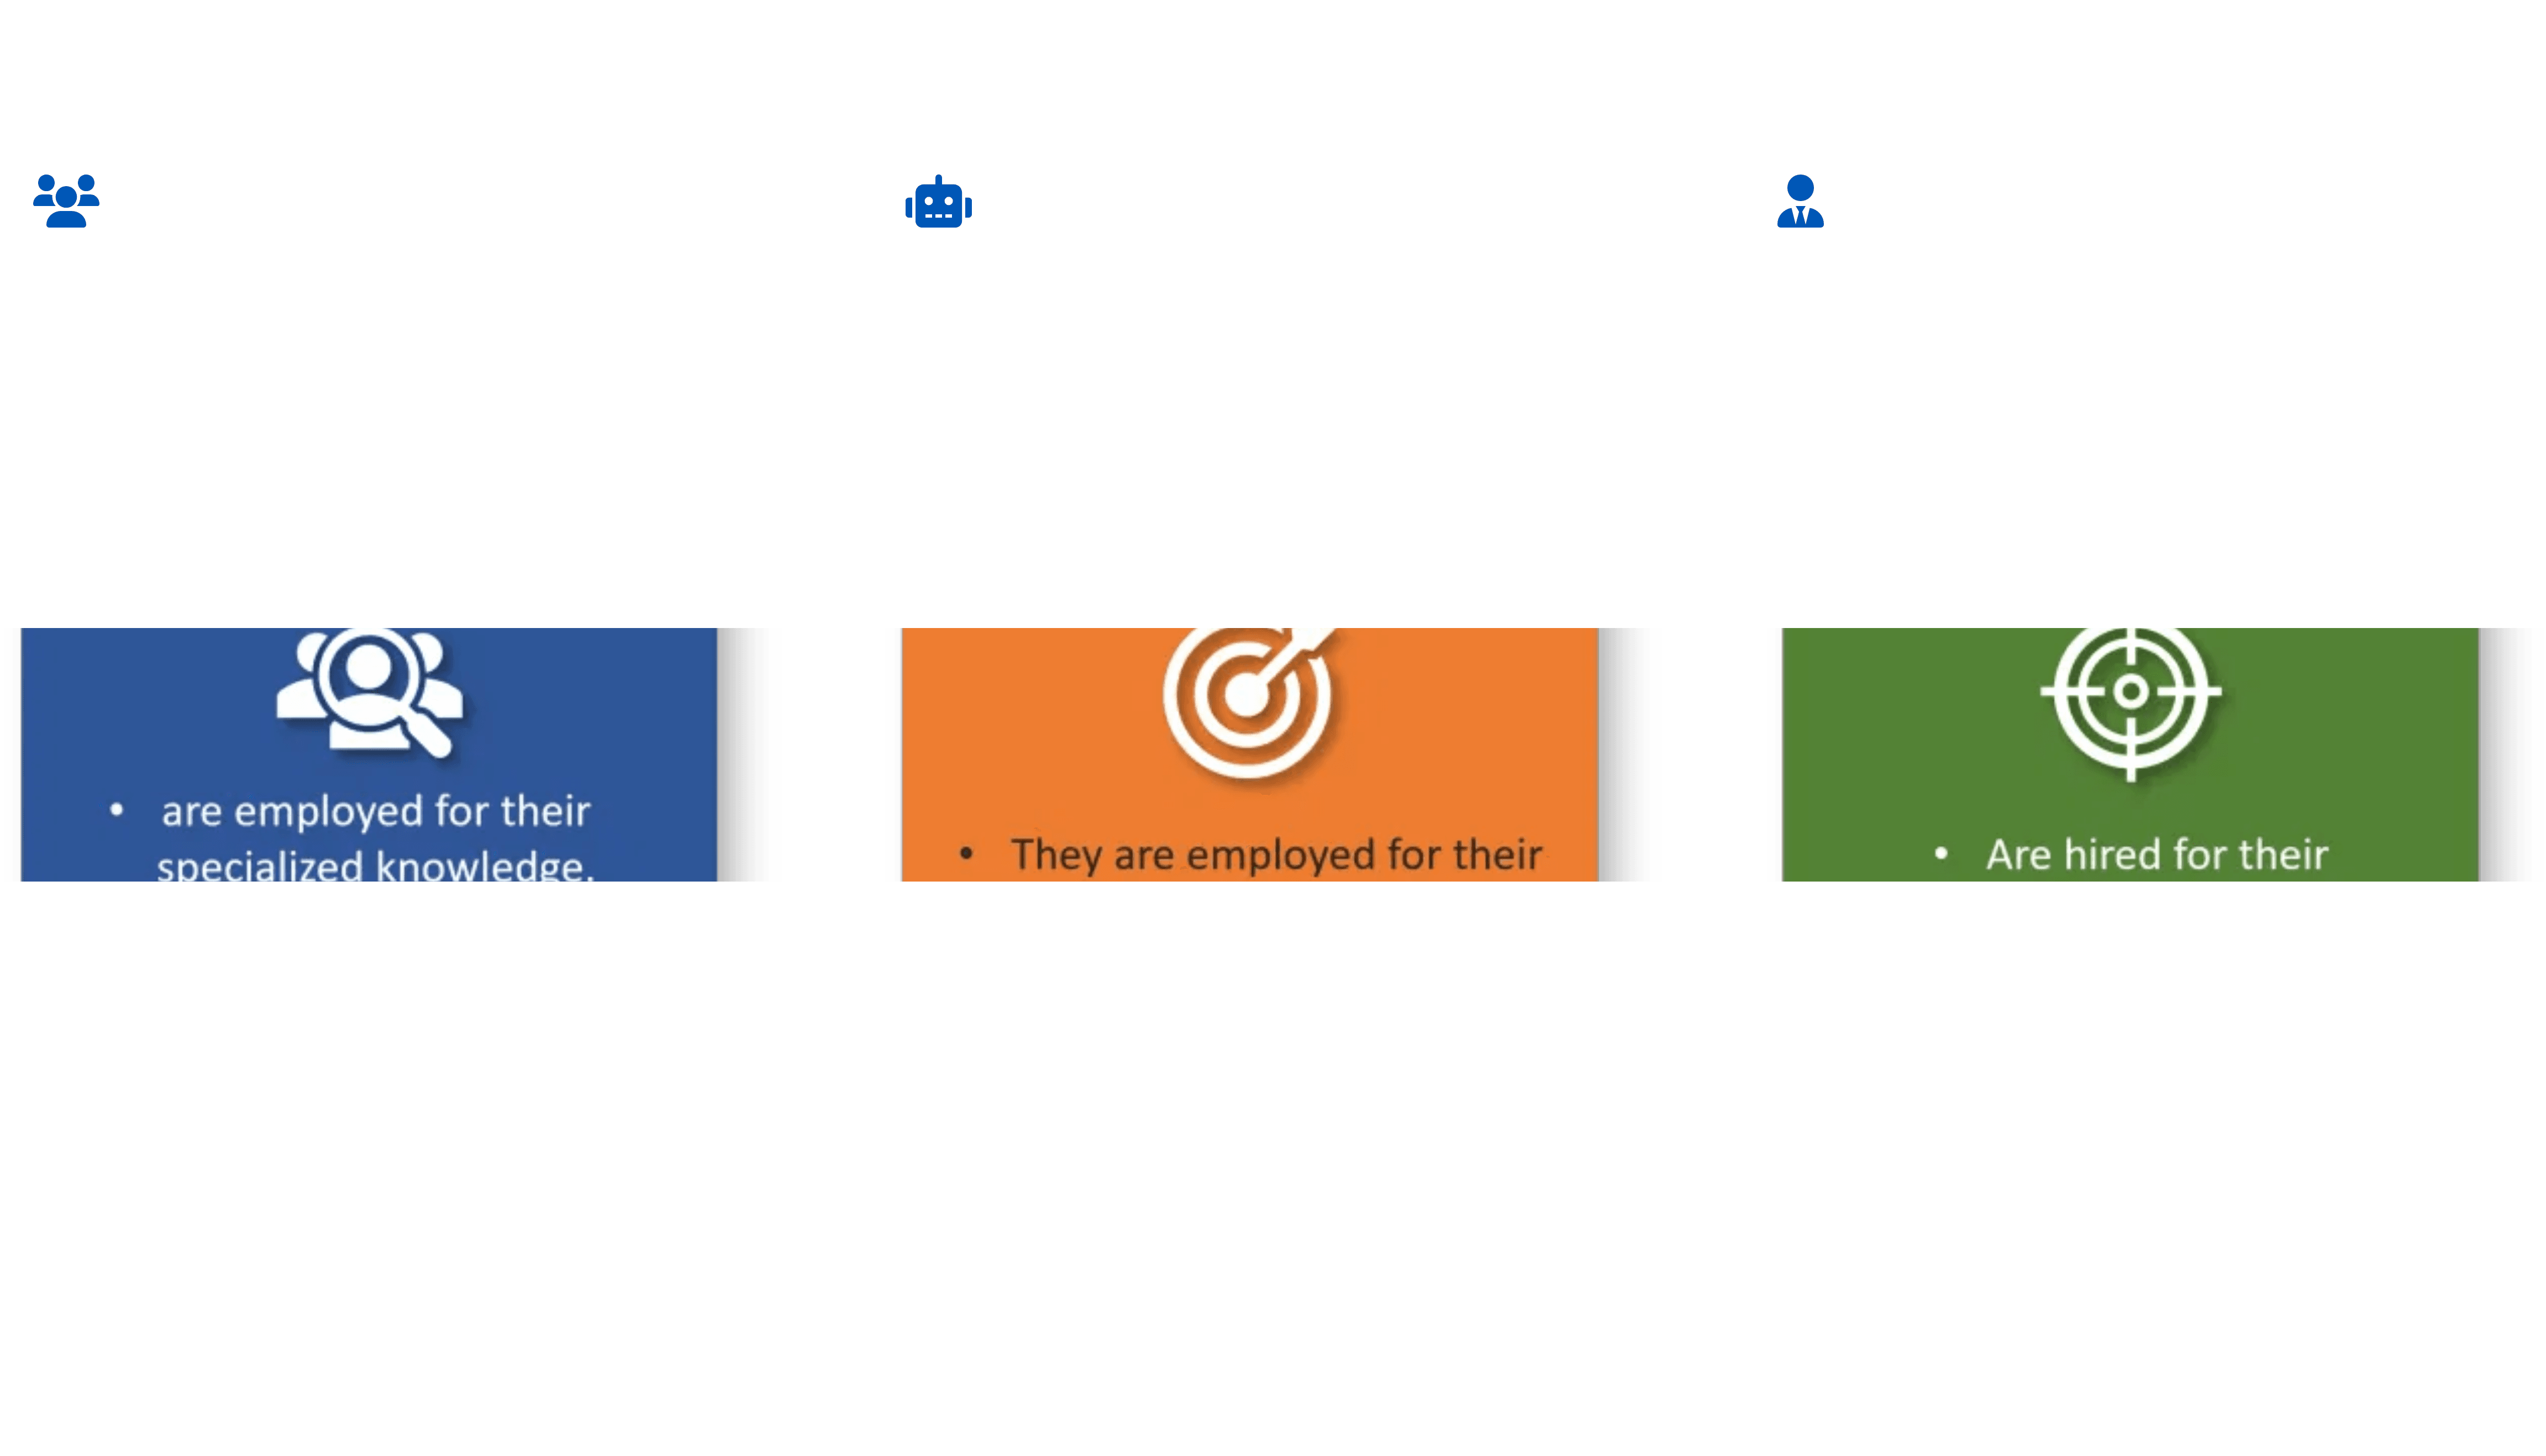 • are employed for their
specialized knowledge.
• They are employed for their
• Are hired for their